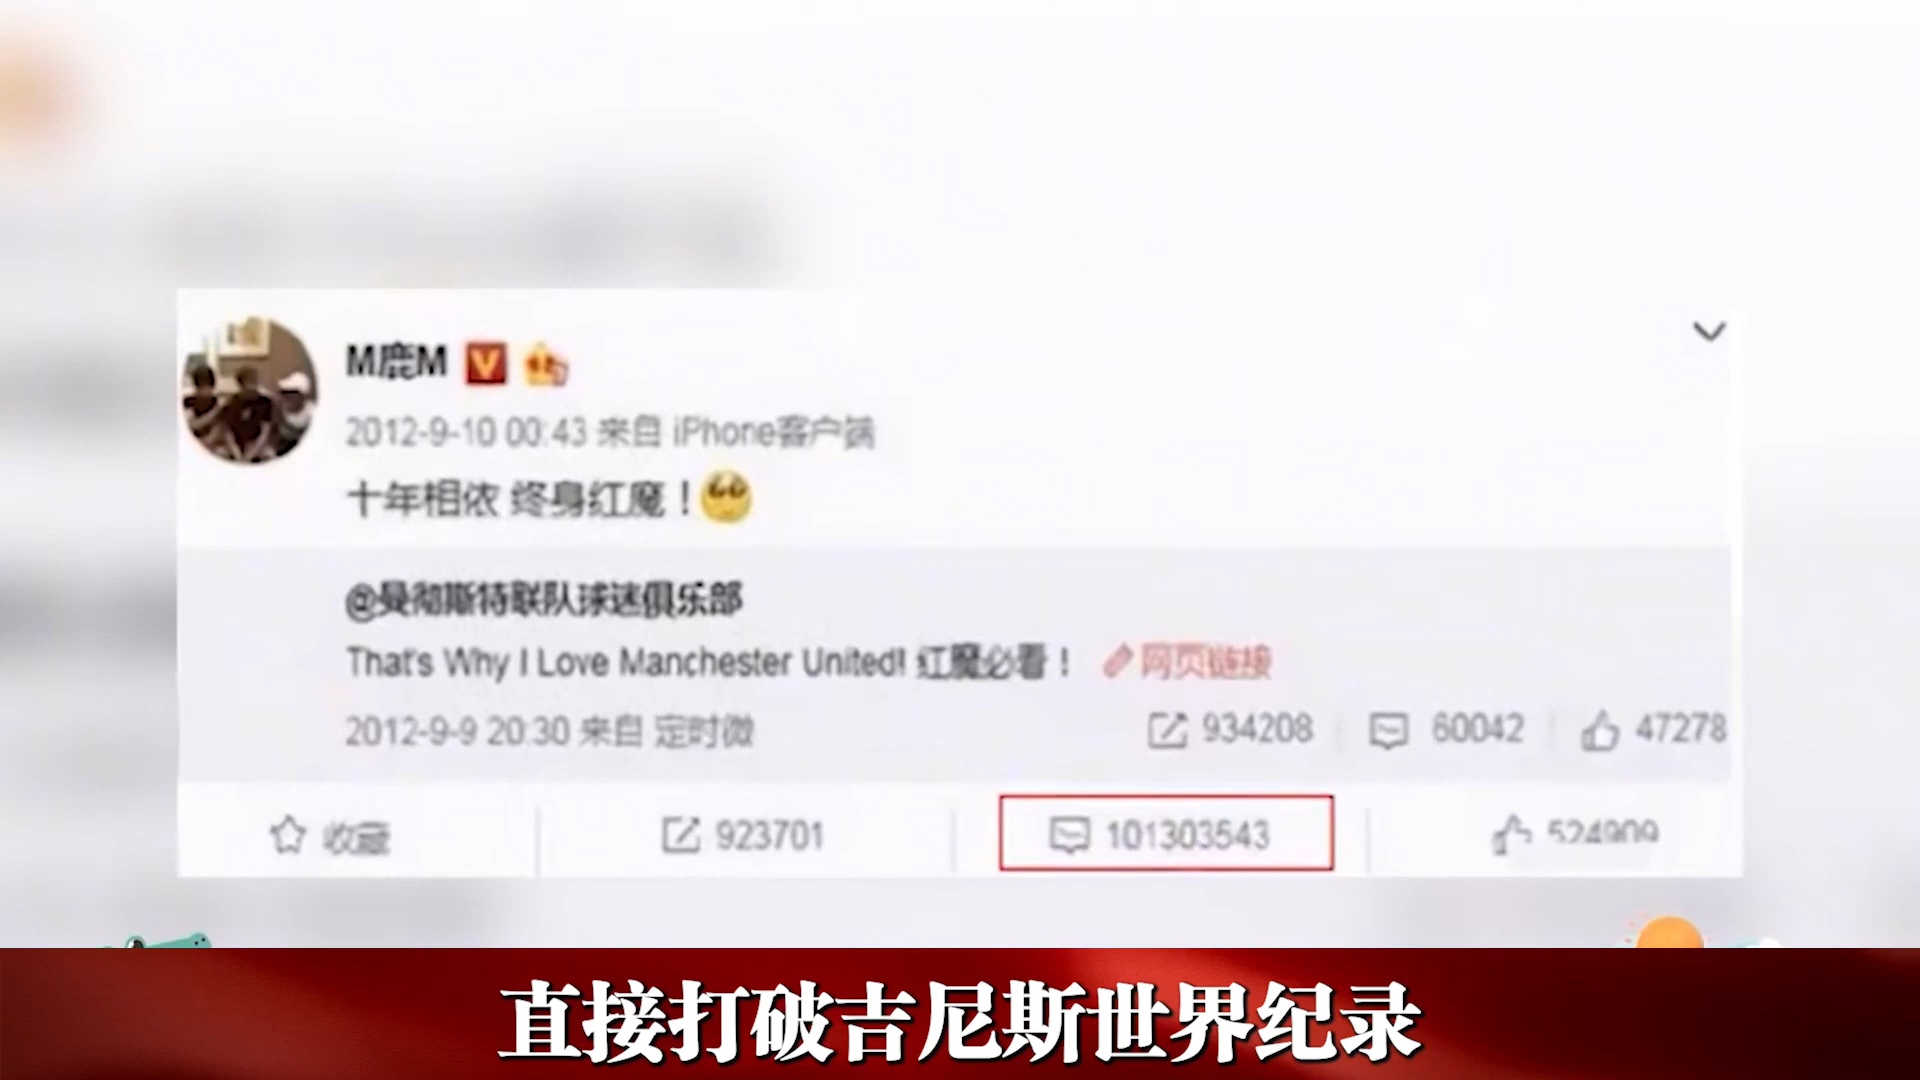 M鹿M
2012-9-10 00:43 来自 iPhone客户端
十年相依 终身红魔！
@曼彻斯特联队球迷俱乐部
That's Why I Love Manchester United! 红魔必看！ 网页链接
2012-9-9 20:30 来自 定时微
934208 60042 47278
收藏 923701 101303543 524909
直接打破吉尼斯世界纪录